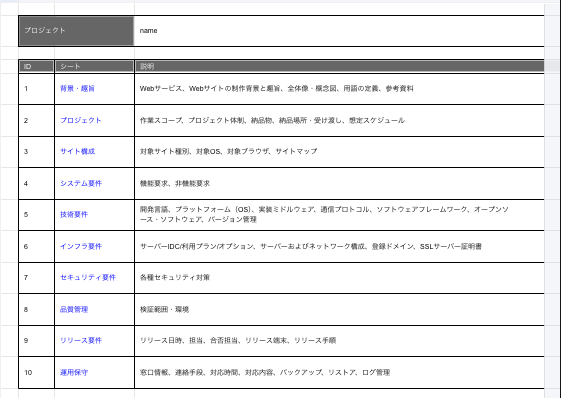 プロジェクト name
ID シート 説明
1 背景・趣旨 Webサービス、Webサイトの制作背景と趣旨、全体像・概念図、用語の定義、参考資料
2 プロジェクト 作業スコープ、プロジェクト体制、納品物、納品場所・受け渡し、想定スケジュール
3 サイト構成 対象サイト種別、対象OS、対象ブラウザ、サイトマップ
4 システム要件 機能要求、非機能要求
5 技術要件 開発言語、プラットフォーム（OS）、実装ミドルウェア、通信プロトコル、ソフトウェアフレームワーク、オープンソ
ース・ソフトウェア、バージョン管理
6 インフラ要件 サーバーIDC/利用プラン/オプション、サーバーおよびネットワーク構成、登録ドメイン、SSLサーバー証明書
7 セキュリティ要件 各種セキュリティ対策
8 品質管理 検証範囲・環境
9 リリース要件 リリース日時、担当、合否担当、リリース端末、リリース手順
10 運用保守 窓口情報、連絡手段、対応時間、対応内容、バックアップ、リストア、ログ管理